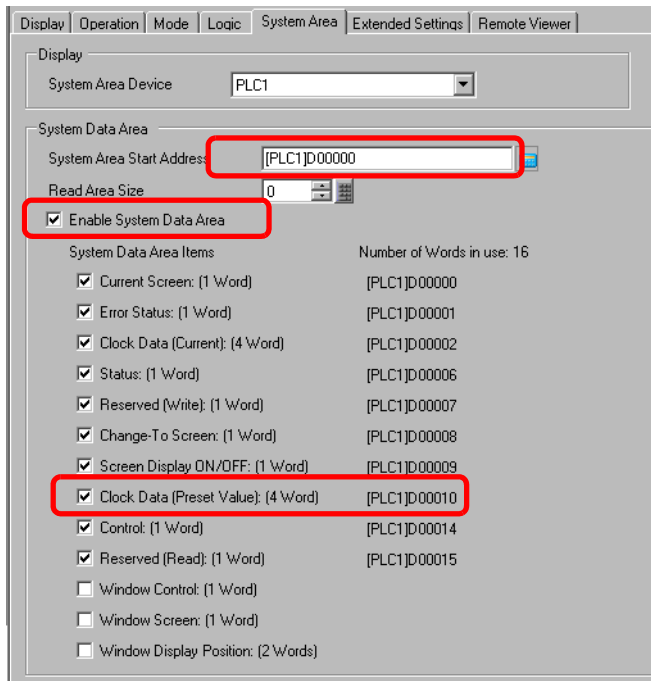 Display Operation Mode Logic System Area Extended Settings Remote Viewer
Display
System Area Device PLC1
System Data Area
System Area Start Address [PLC1]D00000
Read Area Size 0
Enable System Data Area
System Data Area Items Number of Words in use: 16
Current Screen: (1 Word) [PLC1]D00000
Error Status: (1 Word) [PLC1]D00001
Clock Data (Current): (4 Word) [PLC1]D00002
Status: (1 Word) [PLC1]D00006
Reserved (Write): (1 Word) [PLC1]D00007
Change-To Screen: (1 Word) [PLC1]D00008
Screen Display ON/OFF: (1 Word) [PLC1]D00009
Clock Data (Preset Value): (4 Word) [PLC1]D00010
Control: (1 Word) [PLC1]D00014
Reserved (Read): (1 Word) [PLC1]D00015
Window Control: (1 Word)
Window Screen: (1 Word)
Window Display Position: (2 Words)